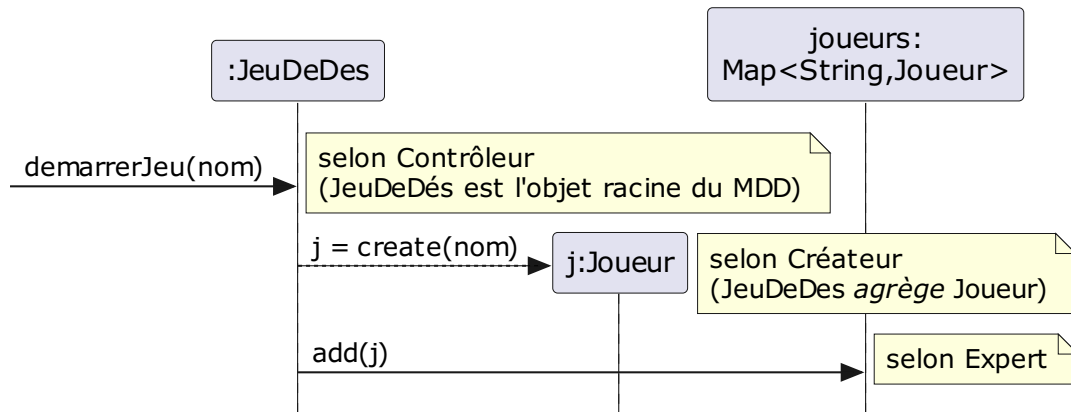 :JeuDeDes
joueurs:
Map<String,Joueur>
demarrerJeu(nom)
selon Contrôleur
(JeuDeDés est l'objet racine du MDD)
j = create(nom)
j:Joueur
selon Créateur
(JeuDeDes agrège Joueur)
add(j)
selon Expert